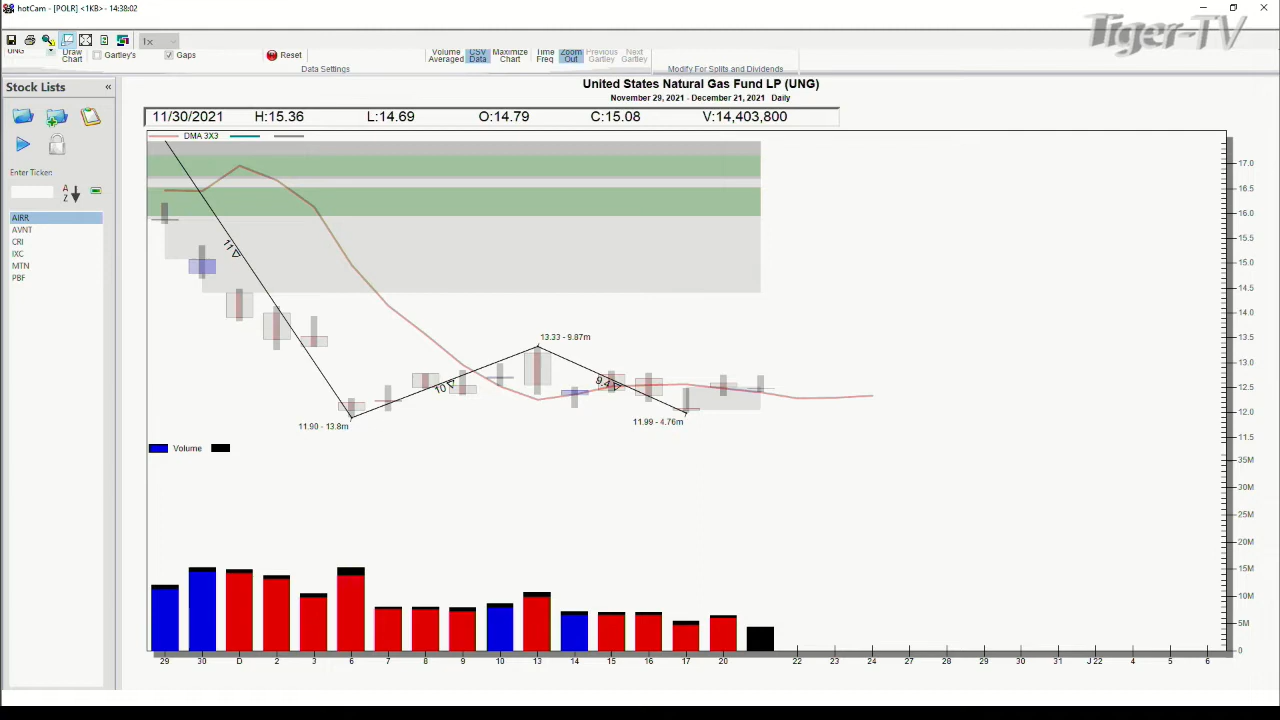 hotCam - [POLR] <1KB> - 14:38:02
Tiger-TV
1x
UNG
Draw Chart
Gartley's
Gaps
Reset
Volume Averaged
CSV Data
Maximize Chart
Time Freq
Zoom Out
Previous Gartley
Next Gartley
Data Settings
Modify For Splits and Dividends
Stock Lists
«
Enter Ticker:
A
Z
AIRR
AVNT
CRI
IXC
MTN
PBF
United States Natural Gas Fund LP (UNG)
November 29, 2021 - December 21, 2021 Daily
11/30/2021 H:15.36 L:14.69 O:14.79 C:15.08 V:14,403,800
DMA 3X3
11
10
9.4
13.33 - 9.87m
11.90 - 13.8m
11.99 - 4.76m
17.0
16.5
16.0
15.5
15.0
14.5
14.0
13.5
13.0
12.5
12.0
11.5
Volume
35M
30M
25M
20M
15M
10M
5M
0
29 30 D 2 3 6 7 8 9 10 13 14 15 16 17 20 22 23 24 27 28 29 30 31 J 22 4 5 6